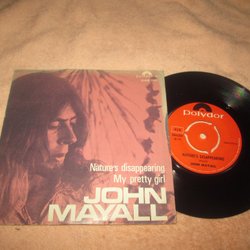 Nature's disappearing
My pretty girl
JOHN
MAYALL
Polydor
NATURE'S DISAPPEARING
JOHN MAYALL